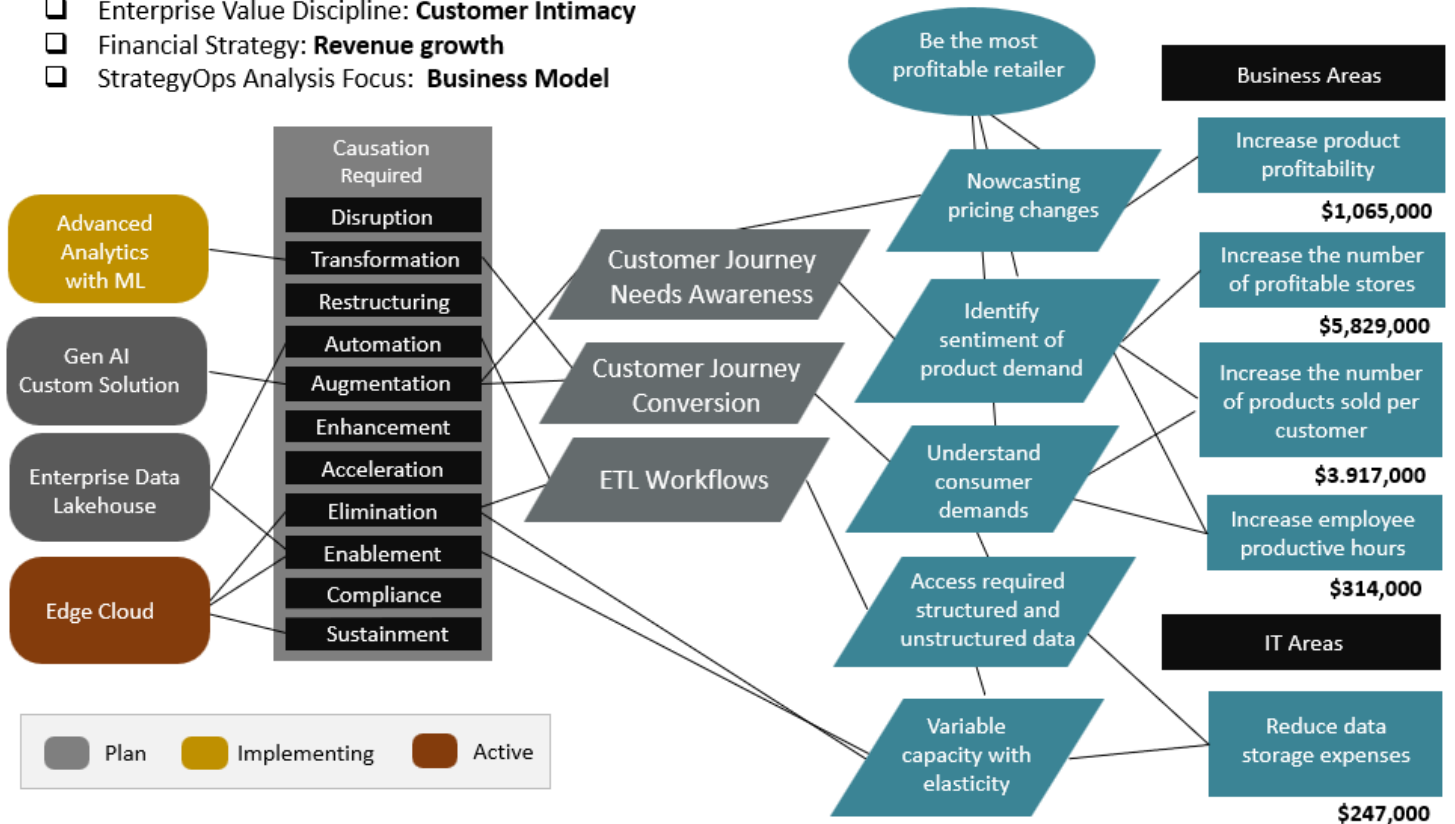 Enterprise Value Discipline: Customer Intimacy
Financial Strategy: Revenue growth
StrategyOps Analysis Focus: Business Model
Advanced
Analytics
with ML
Gen AI
Custom Solution
Enterprise Data
Lakehouse
Edge Cloud
Causation
Required
Disruption
Transformation
Restructuring
Automation
Augmentation
Enhancement
Acceleration
Elimination
Enablement
Compliance
Sustainment
Customer Journey
Needs Awareness
Customer Journey
Conversion
ETL Workflows
Be the most
profitable retailer
Nowcasting
pricing changes
Identify
sentiment of
product demand
Understand
consumer
demands
Access required
structured and
unstructured data
Variable
capacity with
elasticity
Business Areas
Increase product
profitability
$1,065,000
Increase the number
of profitable stores
$5,829,000
Increase the number
of products sold per
customer
$3.917,000
Increase employee
productive hours
$314,000
IT Areas
Reduce data
storage expenses
$247,000
Plan
Implementing
Active